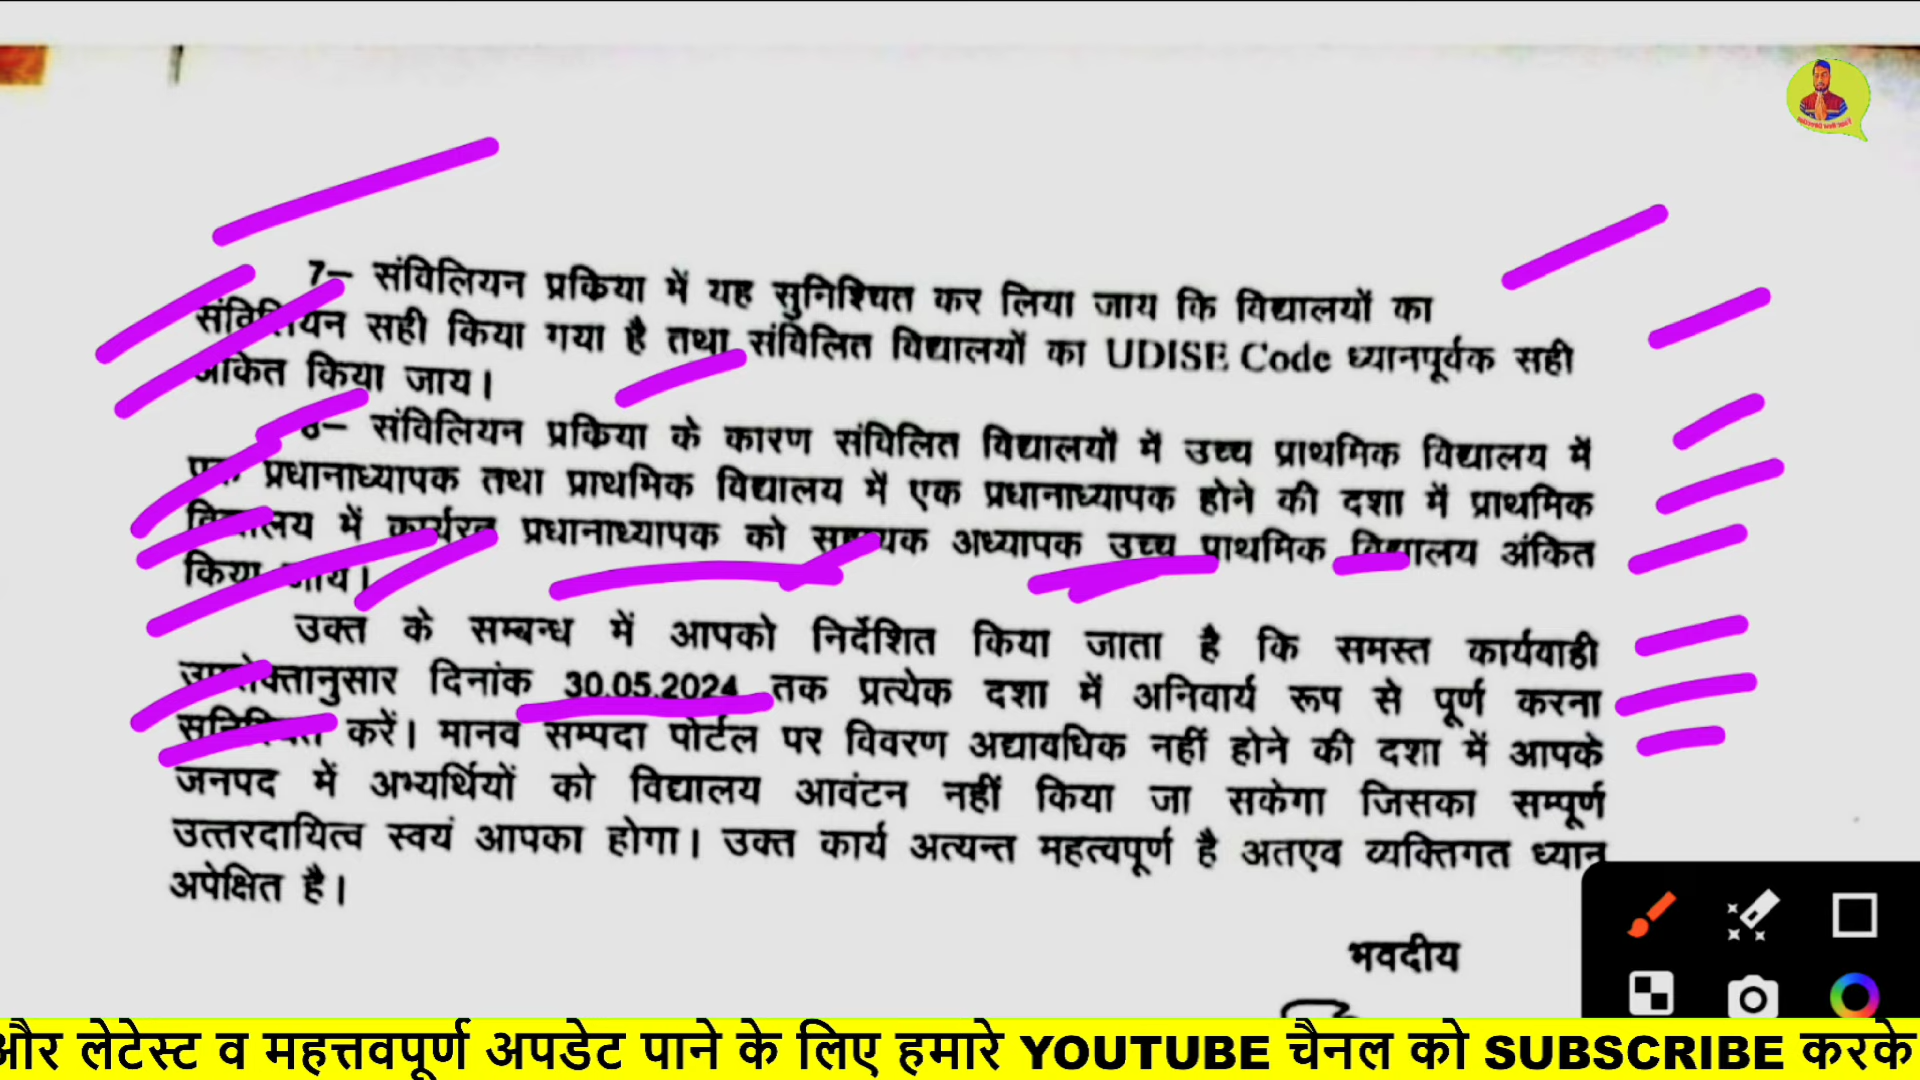 7– संविलियन प्रक्रिया में यह सुनिश्चित कर लिया जाय कि विद्यालयों का
संविलियन सही किया गया है तथा संविलित विद्यालयों का UDISE Code ध्यानपूर्वक सही
अंकित किया जाय।
8– संविलियन प्रक्रिया के कारण संविलित विद्यालयों में उच्च प्राथमिक विद्यालय में
एक प्रधानाध्यापक तथा प्राथमिक विद्यालय में एक प्रधानाध्यापक होने की दशा में प्राथमिक
विद्यालय में कार्यरत प्रधानाध्यापक को सहायक अध्यापक उच्च प्राथमिक विद्यालय अंकित
किया जाय।
उक्त के सम्बन्ध में आपको निर्देशित किया जाता है कि समस्त कार्यवाही
उपरोक्तानुसार दिनांक 30.05.2024 तक प्रत्येक दशा में अनिवार्य रूप से पूर्ण करना
सुनिश्चित करें। मानव सम्पदा पोर्टल पर विवरण अद्यावधिक नहीं होने की दशा में आपके
जनपद में अभ्यर्थियों को विद्यालय आवंटन नहीं किया जा सकेगा जिसका सम्पूर्ण
उत्तरदायित्व स्वयं आपका होगा। उक्त कार्य अत्यन्त महत्वपूर्ण है अतएव व्यक्तिगत ध्यान
अपेक्षित है।
भवदीय
और लेटेस्ट व महत्तवपूर्ण अपडेट पाने के लिए हमारे YOUTUBE चैनल को SUBSCRIBE करके